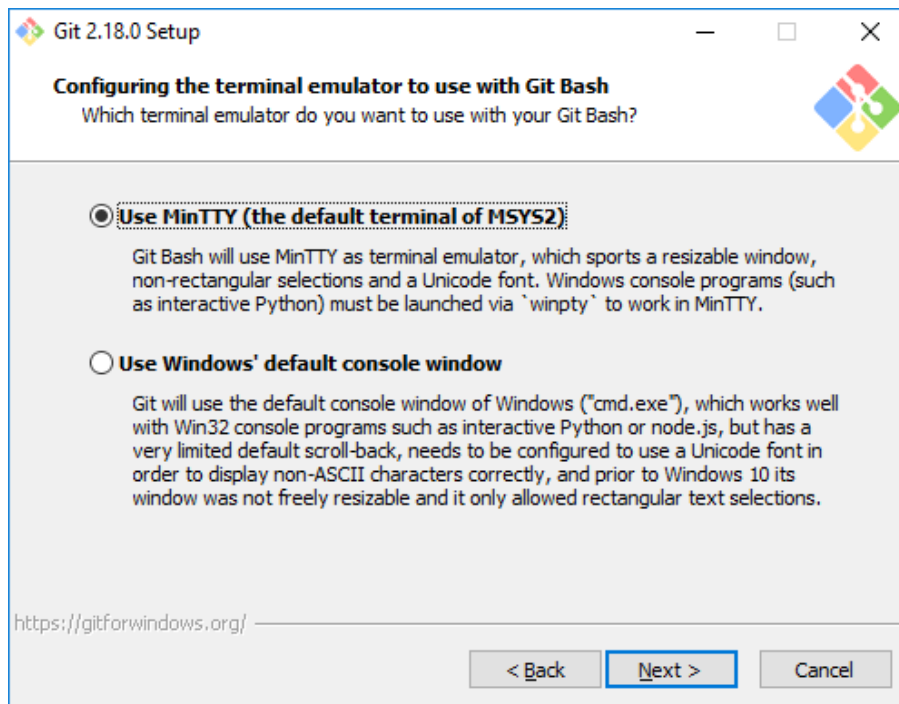 Git 2.18.0 Setup
Configuring the terminal emulator to use with Git Bash
Which terminal emulator do you want to use with your Git Bash?
Use MinTTY (the default terminal of MSYS2)
Git Bash will use MinTTY as terminal emulator, which sports a resizable window,
non-rectangular selections and a Unicode font. Windows console programs (such
as interactive Python) must be launched via `winpty` to work in MinTTY.
Use Windows' default console window
Git will use the default console window of Windows ("cmd.exe"), which works well
with Win32 console programs such as interactive Python or node.js, but has a
very limited default scroll-back, needs to be configured to use a Unicode font in
order to display non-ASCII characters correctly, and prior to Windows 10 its
window was not freely resizable and it only allowed rectangular text selections.
https://gitforwindows.org/
< Back Next > Cancel